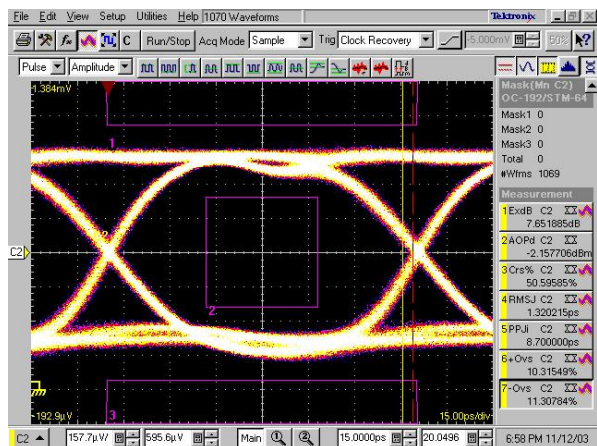 File Edit View Setup Utilities Help 1070 Waveforms Tektronix
C Run/Stop Acq Mode Sample Trig Clock Recovery -5.000mV 50%
Pulse Amplitude
1.384mV
Mask(Mn C2)
OC-192/STM-64
Mask1 0
Mask2 0
Mask3 0
Total 0
#Wfms 1069
Measurement
1ExdB C2
7.651885dB
2AOPd C2
-2.157706dBm
3Crs% C2
50.59585%
4RMSJ C2
1.320215ps
5PPJi C2
8.700000ps
6+Ovs C2
10.31549%
7-Ovs C2
11.30784%
1
2
C2
2
3
-192.9µV
15.00ps/div
C2 157.7µV 595.6µV Main 15.0000ps 20.0496 6:58 PM 11/12/03